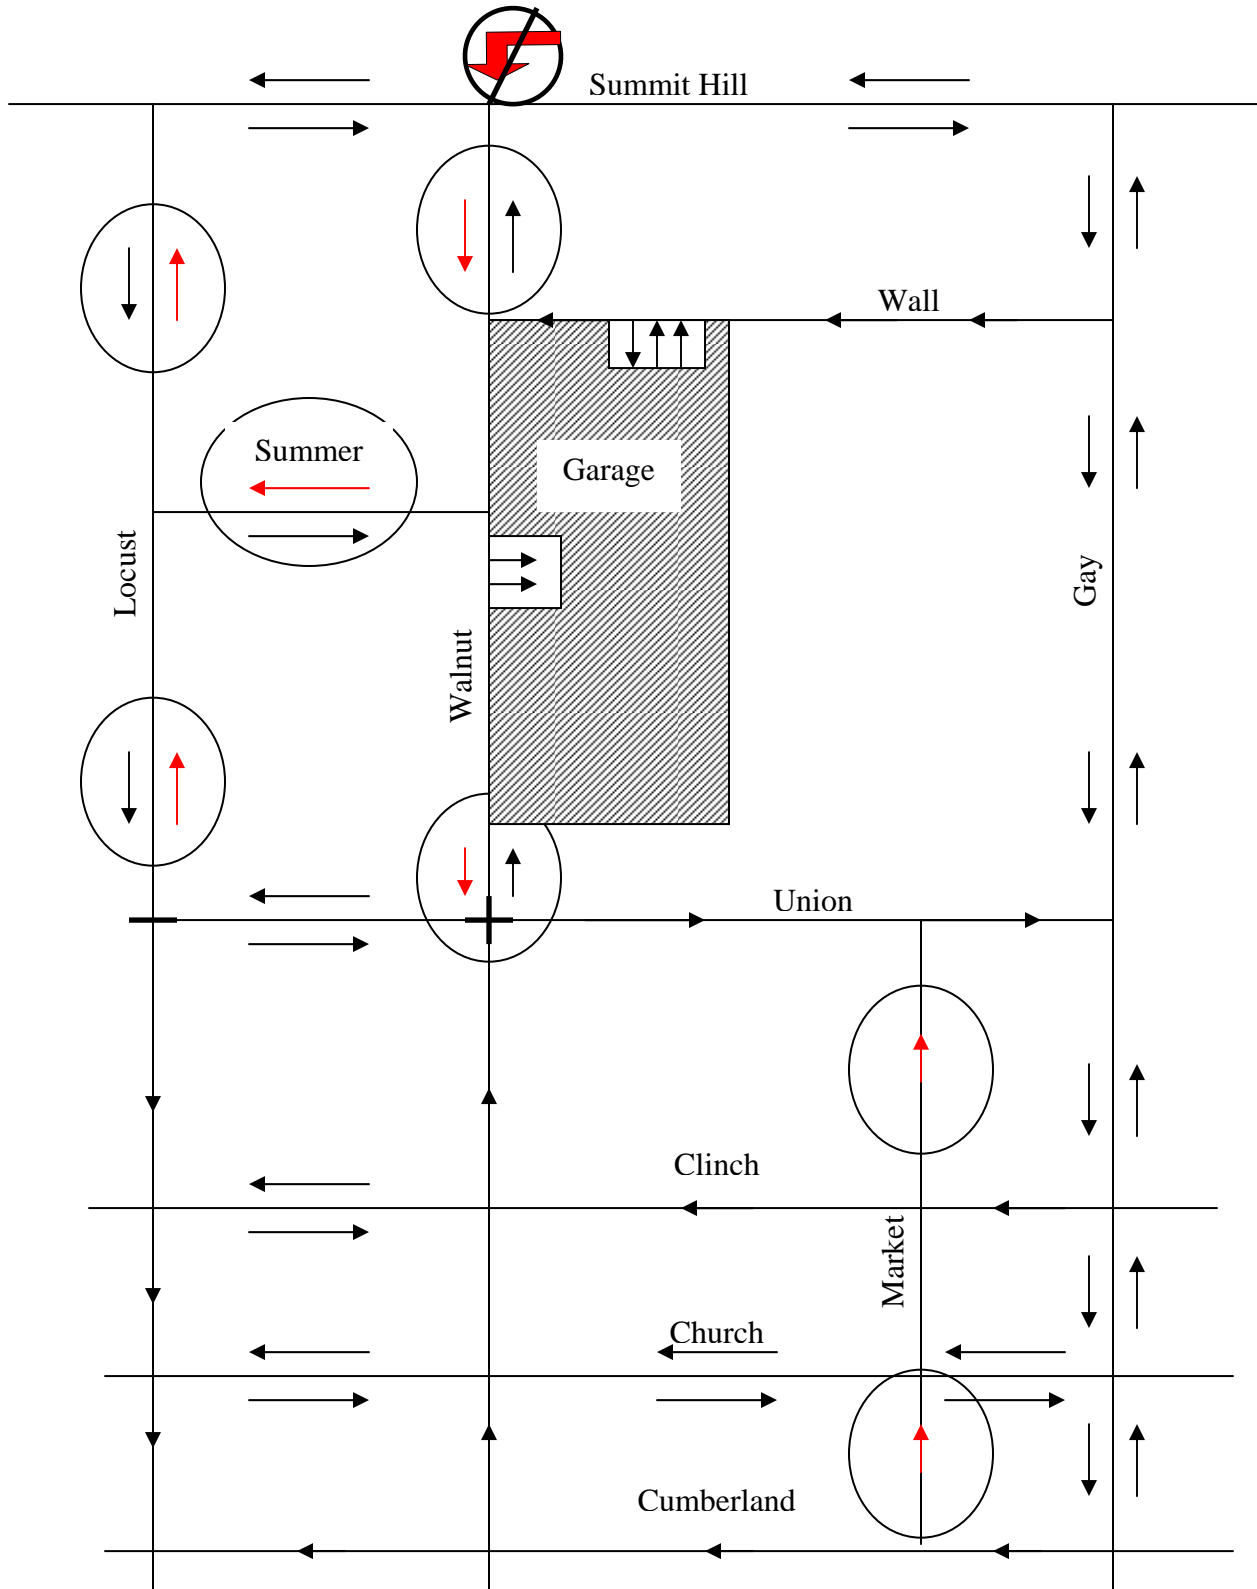 Summit Hill
Wall
Summer
Garage
Locust
Gay
Walnut
Union
Clinch
Market
Church
Cumberland